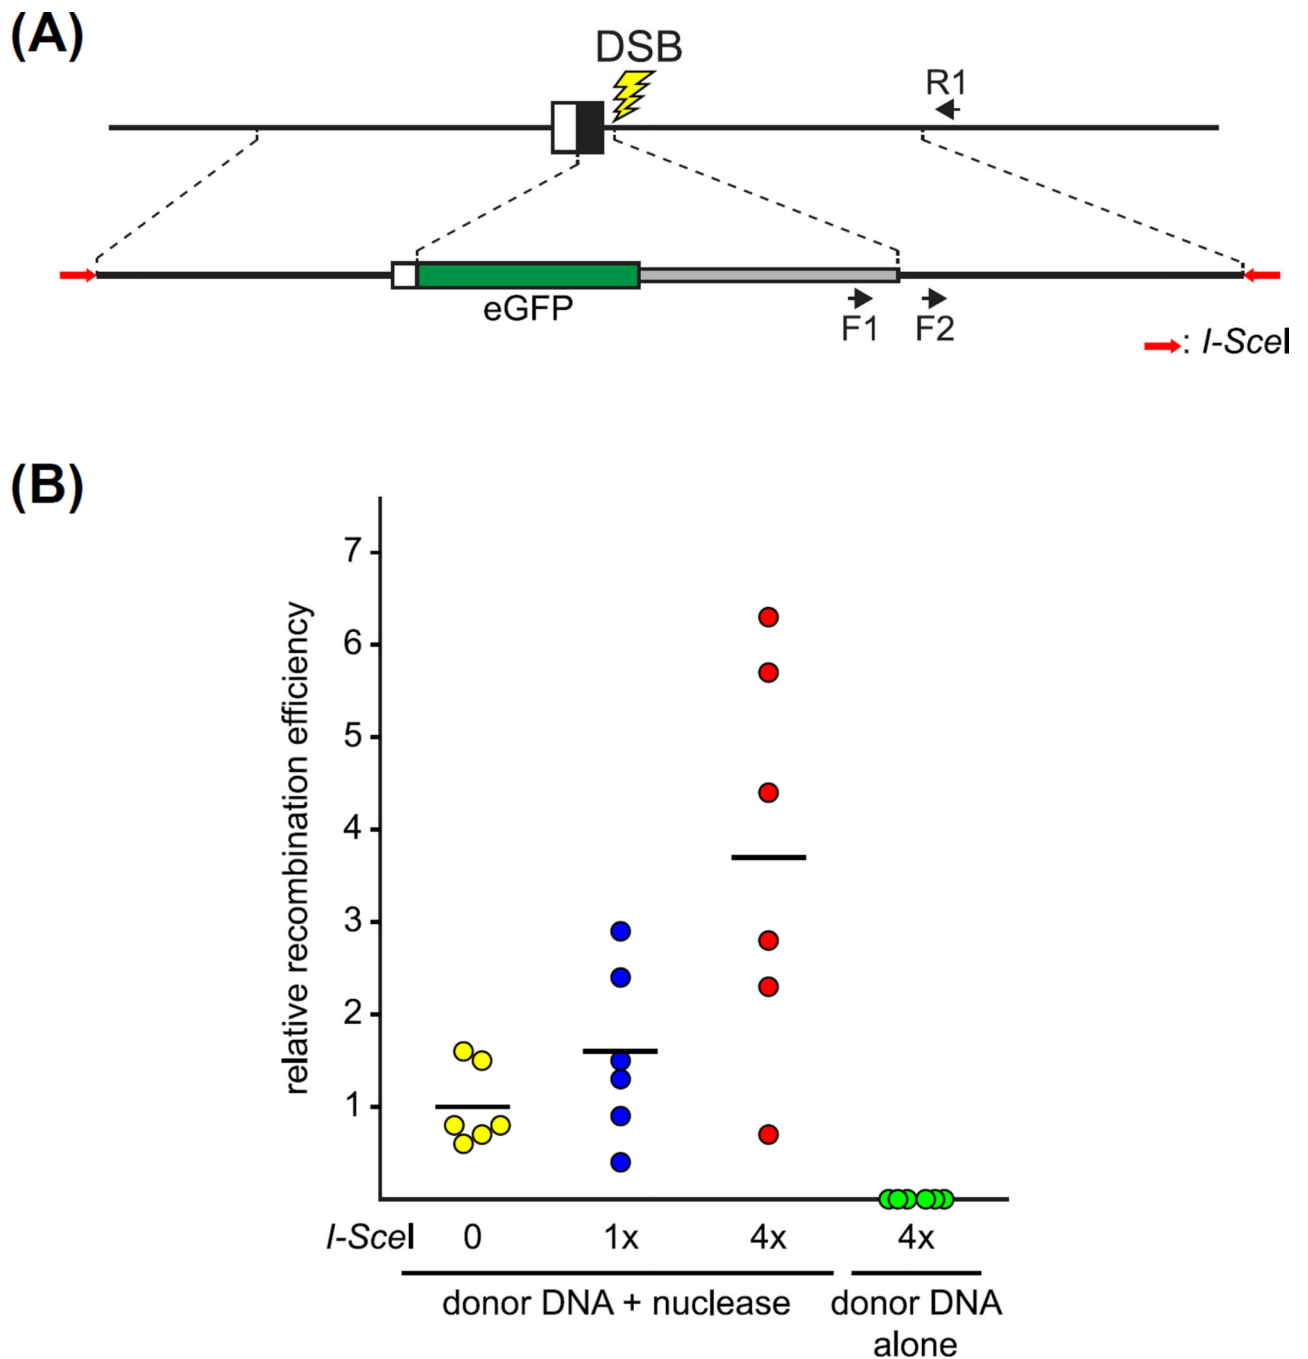 (A)
DSB
R1
eGFP
F1
F2
: I-SceI
(B)
relative recombination efficiency
7
6
5
4
3
2
1
I-SceI 0 1x 4x 4x
donor DNA + nuclease
donor DNA
alone